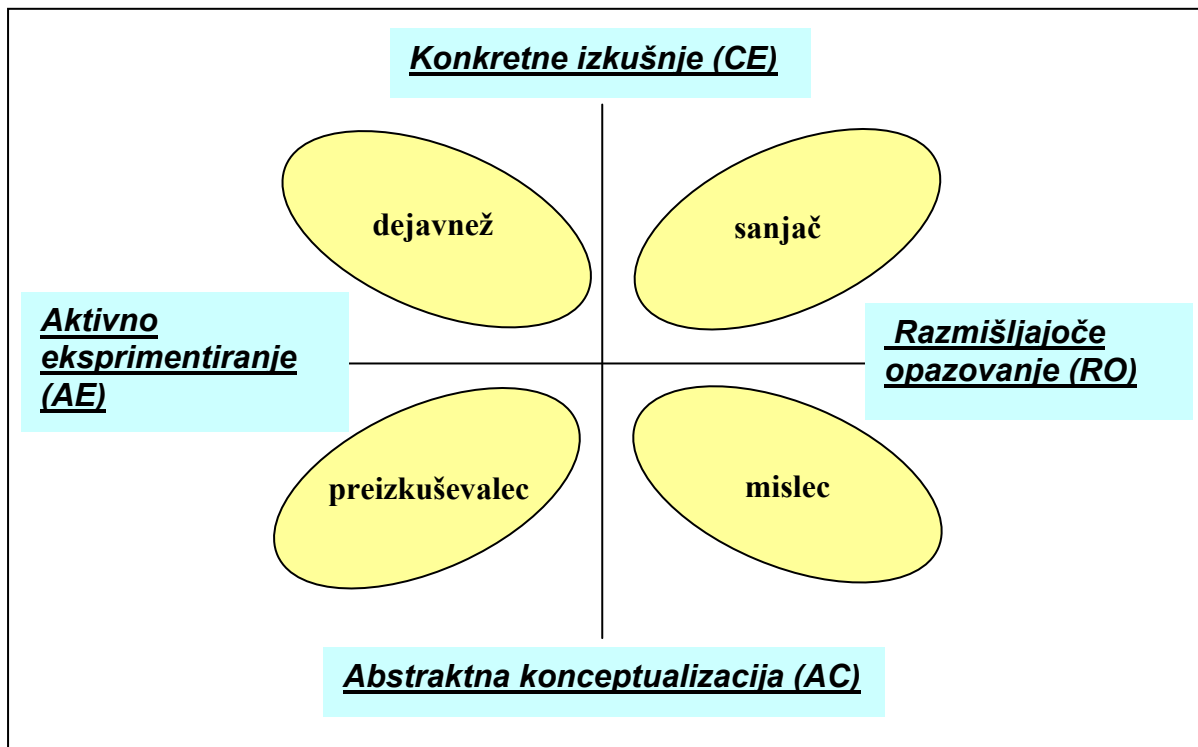 Konkretne izkušnje (CE)
dejavnež
sanjač
Aktivno
eksprimentiranje
(AE)
Razmišljajoče
opazovanje (RO)
preizkuševalec
mislec
Abstraktna konceptualizacija (AC)